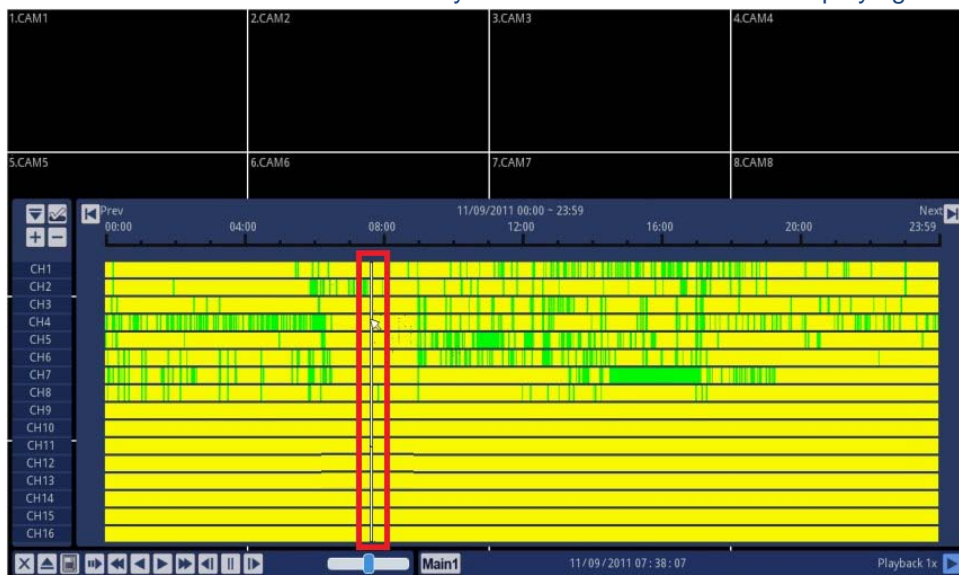 1.CAM1 2.CAM2 3.CAM3 4.CAM4
5.CAM5 6.CAM6 7.CAM7 8.CAM8
Prev 11/09/2011 00:00 ~ 23:59 Next
00:00 04:00 08:00 12:00 16:00 20:00 23:59
CH1
CH2
CH3
CH4
CH5
CH6
CH7
CH8
CH9
CH10
CH11
CH12
CH13
CH14
CH15
CH16
Main1 11/09/2011 07:38:07 Playback 1x